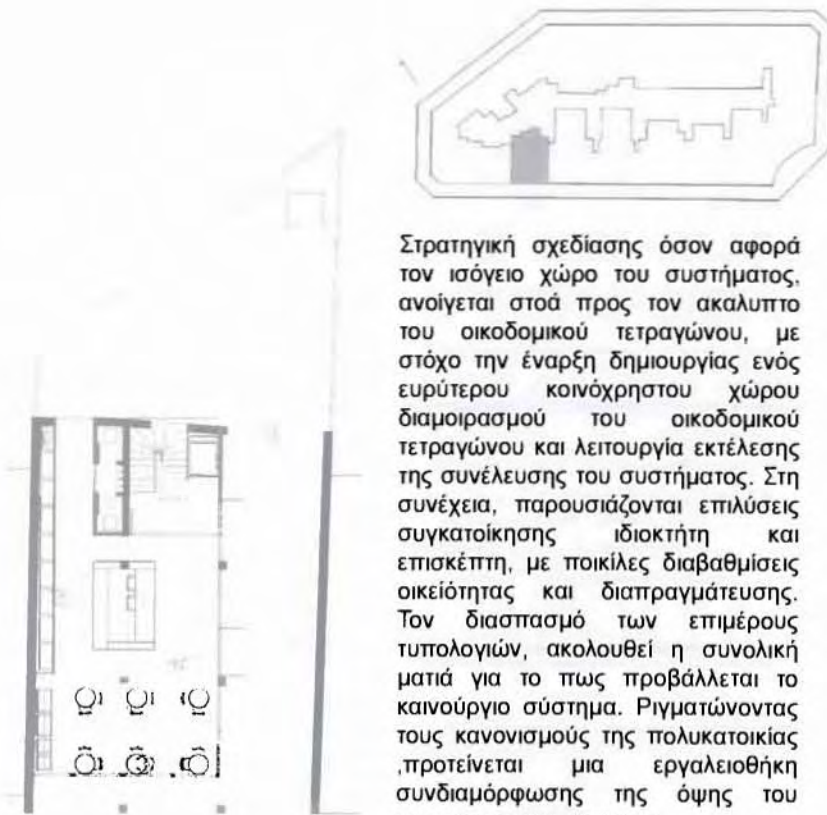 Στρατηγική σχεδίασης όσον αφορά
τον ισόγειο χώρο του συστήματος,
ανοίγεται στοά προς τον ακαλυπτο
του οικοδομικού τετραγώνου, με
στόχο την έναρξη δημιουργίας ενός
ευρύτερου κοινόχρηστου χώρου
διαμοιρασμού του οικοδομικού
τετραγώνου και λειτουργία εκτέλεσης
της συνέλευσης του συστήματος. Στη
συνέχεια, παρουσιάζονται επιλύσεις
συγκατοίκησης ιδιοκτήτη και
επισκέπτη, με ποικίλες διαβαθμίσεις
οικείότητας και διαπραγμάτευσης.
Τον διασπασμό των επιμέρους
τυπολογιών, ακολουθεί η συνολική
ματιά για το πως προβάλλεται το
καινούργιο σύστημα. Ριγματώνοντας
τους κανονισμούς της πολυκατοικίας
,προτείνεται μια εργαλειοθήκη
συνδιαμόρφωσης της όψης του